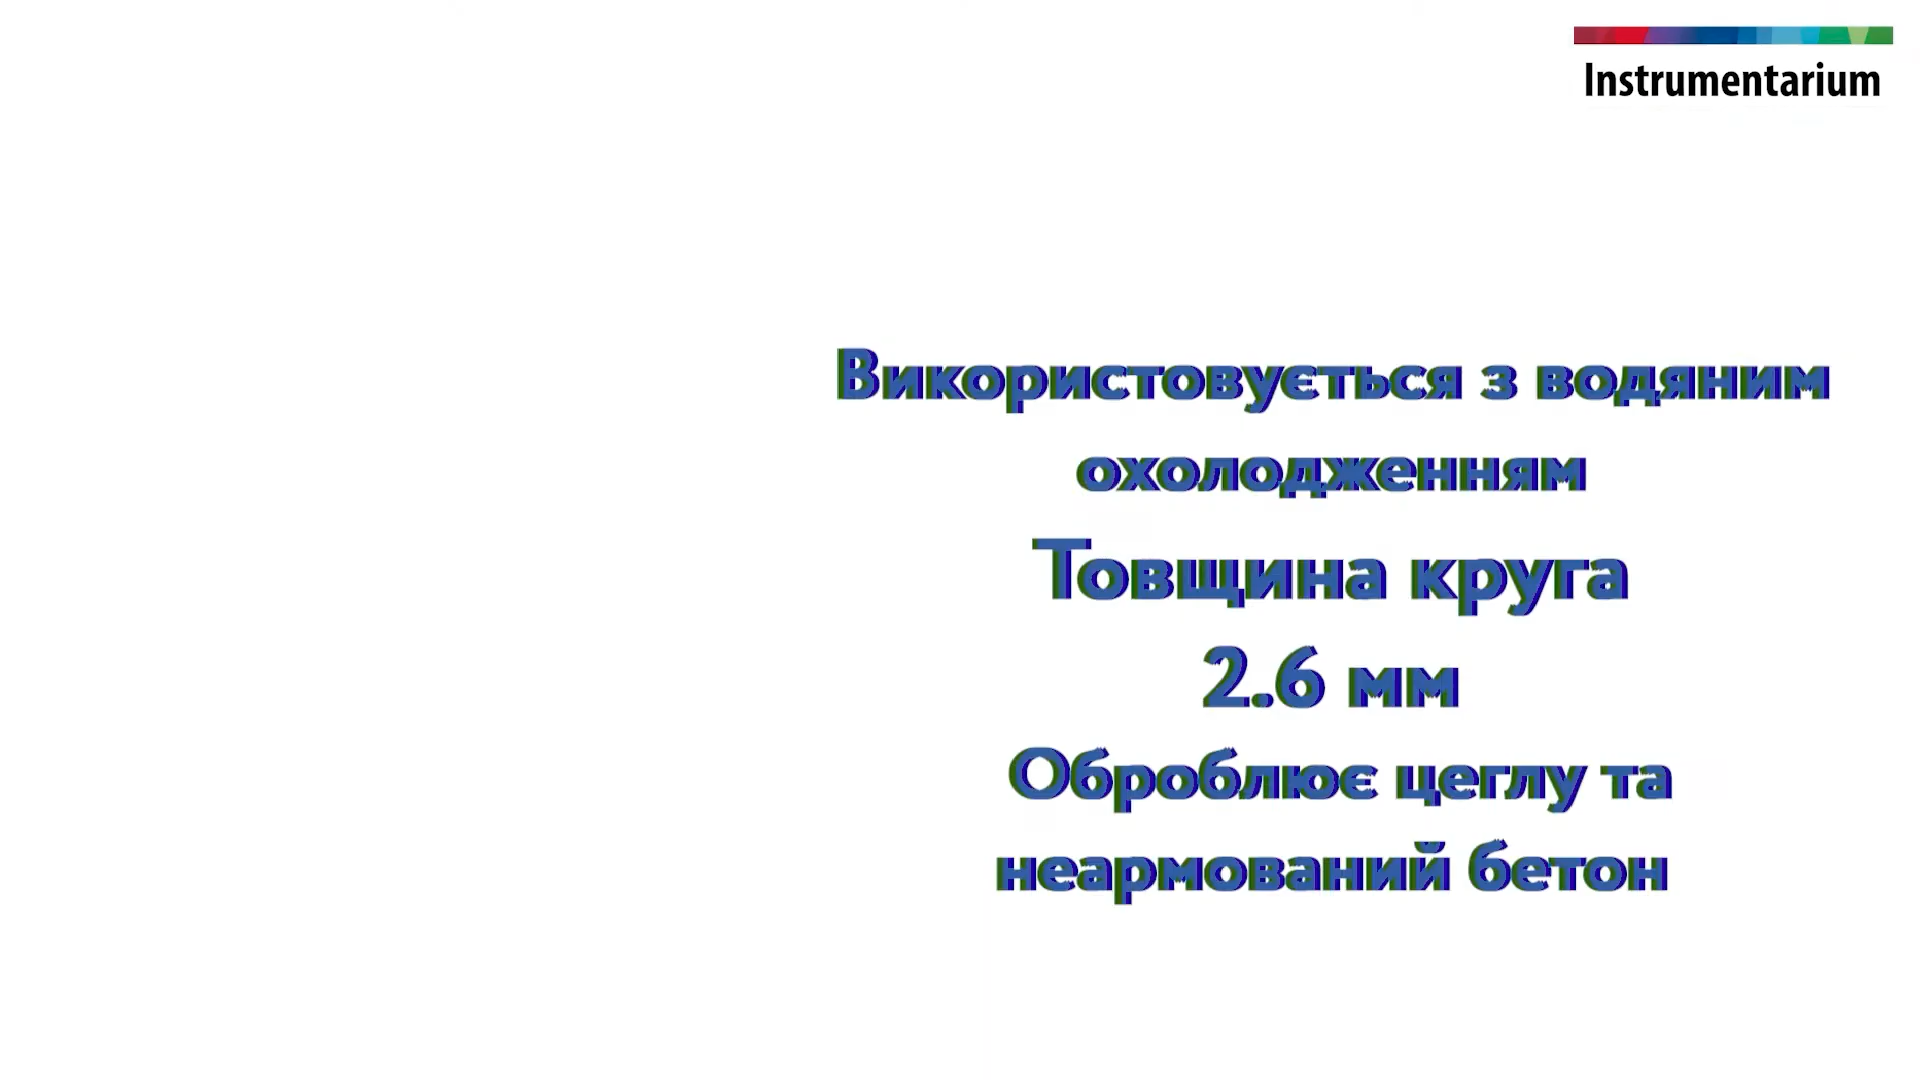 Instrumentarium
Використовується з водяним
охолодженням
Товщина круга
2.6 мм
Оброблює цеглу та
неармований бетон